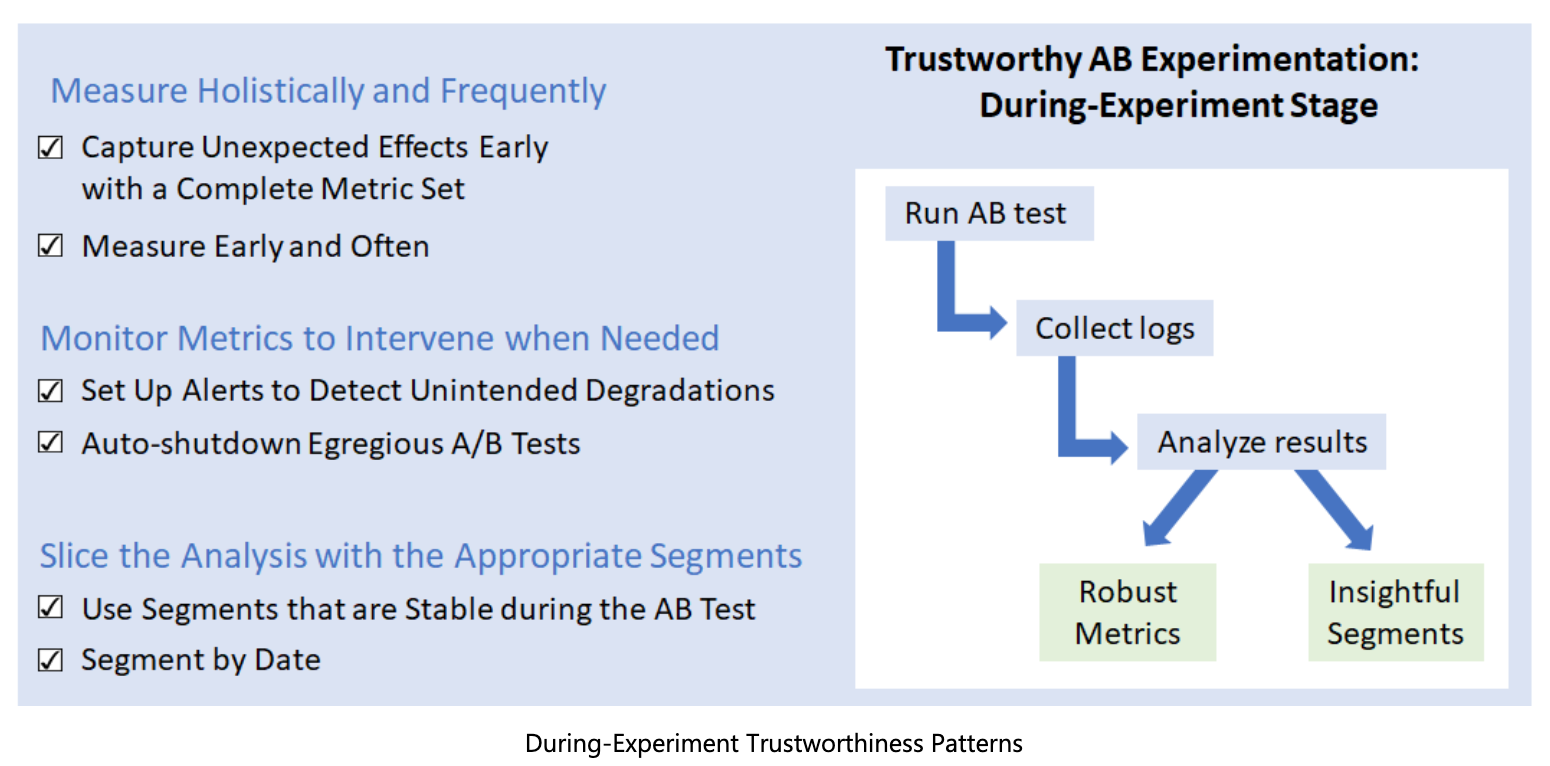 Measure Holistically and Frequently
☑ Capture Unexpected Effects Early
with a Complete Metric Set
☑ Measure Early and Often
Monitor Metrics to Intervene when Needed
☑ Set Up Alerts to Detect Unintended Degradations
☑ Auto-shutdown Egregious A/B Tests
Slice the Analysis with the Appropriate Segments
☑ Use Segments that are Stable during the AB Test
☑ Segment by Date
Trustworthy AB Experimentation:
During-Experiment Stage
Run AB test
Collect logs
Analyze results
Robust
Metrics
Insightful
Segments
During-Experiment Trustworthiness Patterns